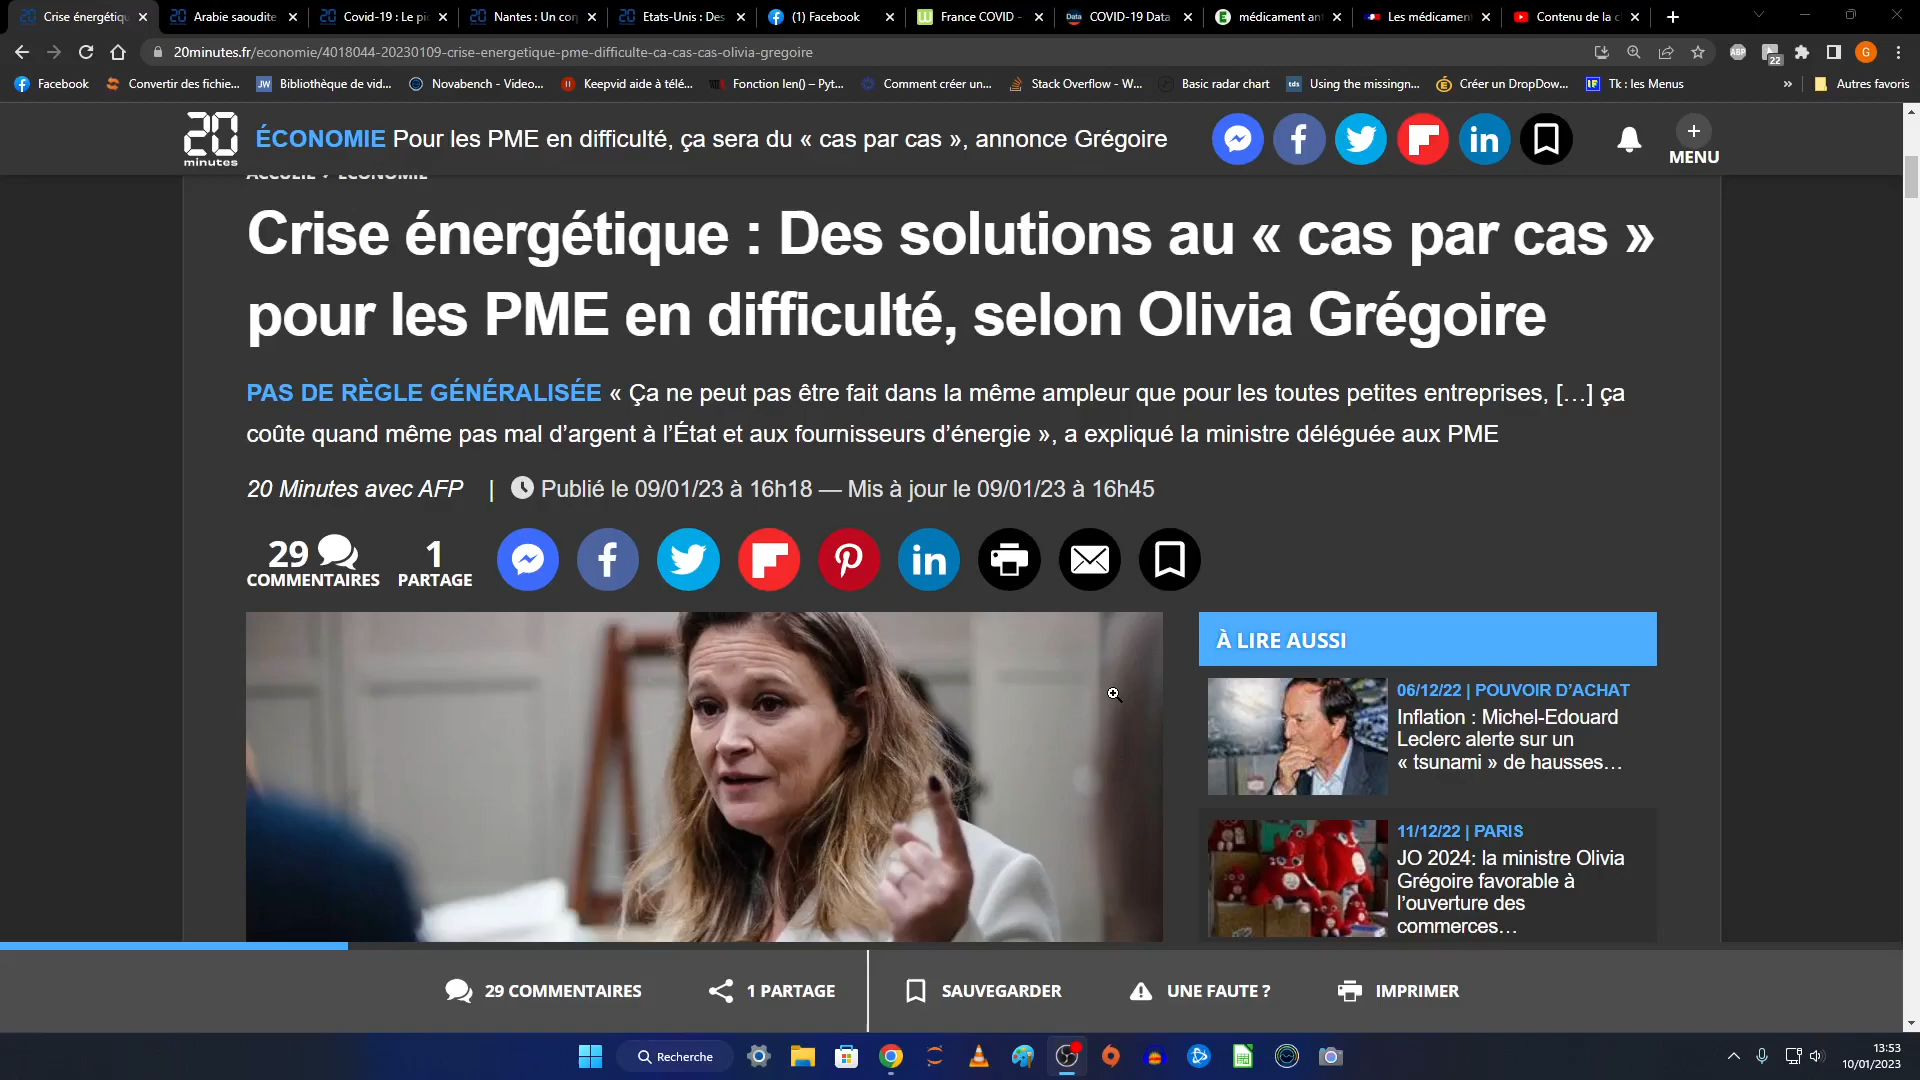 Crise énergétiqu
Arabie saoudite
Covid-19 : Le pi
Nantes : Un cor
Etats-Unis : Des
(1) Facebook
France COVID -
COVID-19 Data
médicament an
Les médicamen
Contenu de la c
20minutes.fr/economie/4018044-20230109-crise-energetique-pme-difficulte-ca-cas-cas-olivia-gregoire
ABP
22
G
Facebook
Convertir des fichie...
JW Bibliothèque de vid...
Novabench - Video...
Keepvid aide à télé...
Fonction len() – Pyt...
Comment créer un...
Stack Overflow - W...
Basic radar chart
tds Using the missingn...
Créer un DropDow...
Tk : les Menus
»
Autres favoris
20 minutes
ÉCONOMIE Pour les PME en difficulté, ça sera du « cas par cas », annonce Grégoire
MENU
ACCUEIL > ÉCONOMIE
Crise énergétique : Des solutions au « cas par cas »
pour les PME en difficulté, selon Olivia Grégoire
PAS DE RÈGLE GÉNÉRALISÉE « Ça ne peut pas être fait dans la même ampleur que pour les toutes petites entreprises, […] ça
coûte quand même pas mal d’argent à l’État et aux fournisseurs d’énergie », a expliqué la ministre déléguée aux PME
20 Minutes avec AFP | Publié le 09/01/23 à 16h18 — Mis à jour le 09/01/23 à 16h45
29
COMMENTAIRES
1
PARTAGE
À LIRE AUSSI
06/12/22 | POUVOIR D’ACHAT
Inflation : Michel-Edouard
Leclerc alerte sur un
« tsunami » de hausses…
11/12/22 | PARIS
JO 2024: la ministre Olivia
Grégoire favorable à
l’ouverture des
commerces…
29 COMMENTAIRES
1 PARTAGE
SAUVEGARDER
UNE FAUTE ?
IMPRIMER
Recherche
13:53
10/01/2023